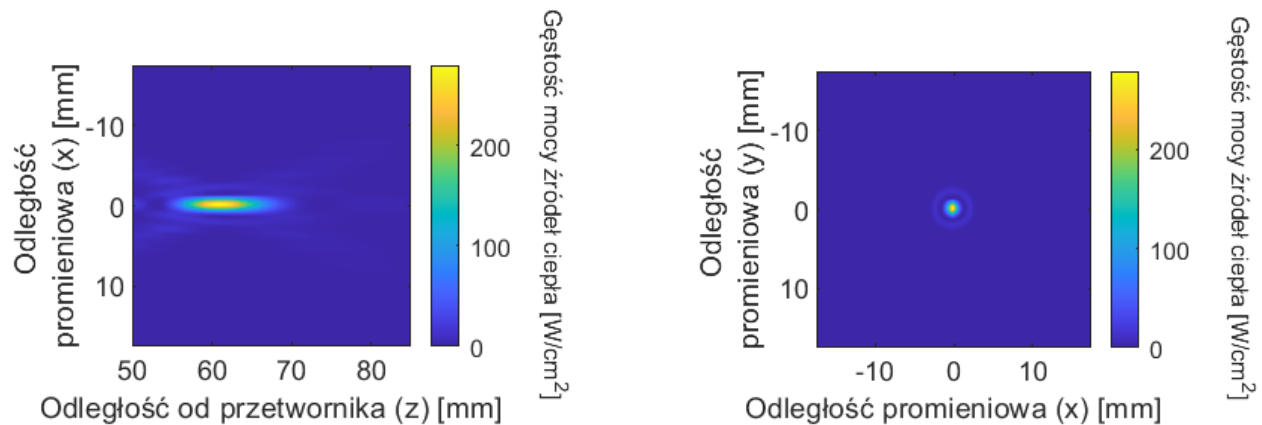 Odległość
promieniowa (x) [mm]
-10
0
10
50 60 70 80
Odległość od przetwornika (z) [mm]
200
100
0
Gęstość mocy źródeł ciepła [W/cm2]
Odległość
promieniowa (y) [mm]
-10
0
10
-10 0 10
Odległość promieniowa (x) [mm]
200
100
0
Gęstość mocy źródeł ciepła [W/cm2]